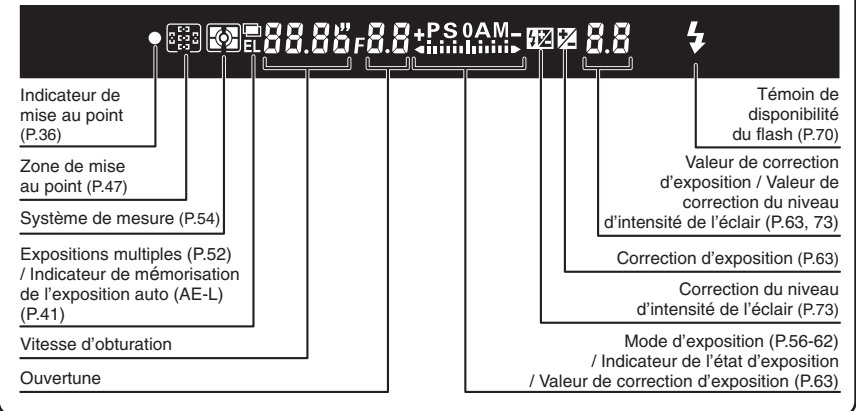 EL 88.88" F8.8 +PS0AM- 8.8
Indicateur de
mise au point
(P.36)
Zone de mise
au point (P.47)
Système de mesure (P.54)
Expositions multiples (P.52)
/ Indicateur de mémorisation
de l'exposition auto (AE-L)
(P.41)
Vitesse d'obturation
Ouvertune
Témoin de
disponibilité
du flash (P.70)
Valeur de correction
d'exposition / Valeur de
correction du niveau
d'intensité de l'éclair (P.63, 73)
Correction d'exposition (P.63)
Correction du niveau
d'intensité de l'éclair (P.73)
Mode d'exposition (P.56-62)
/ Indicateur de l'état d'exposition
/ Valeur de correction d'exposition (P.63)